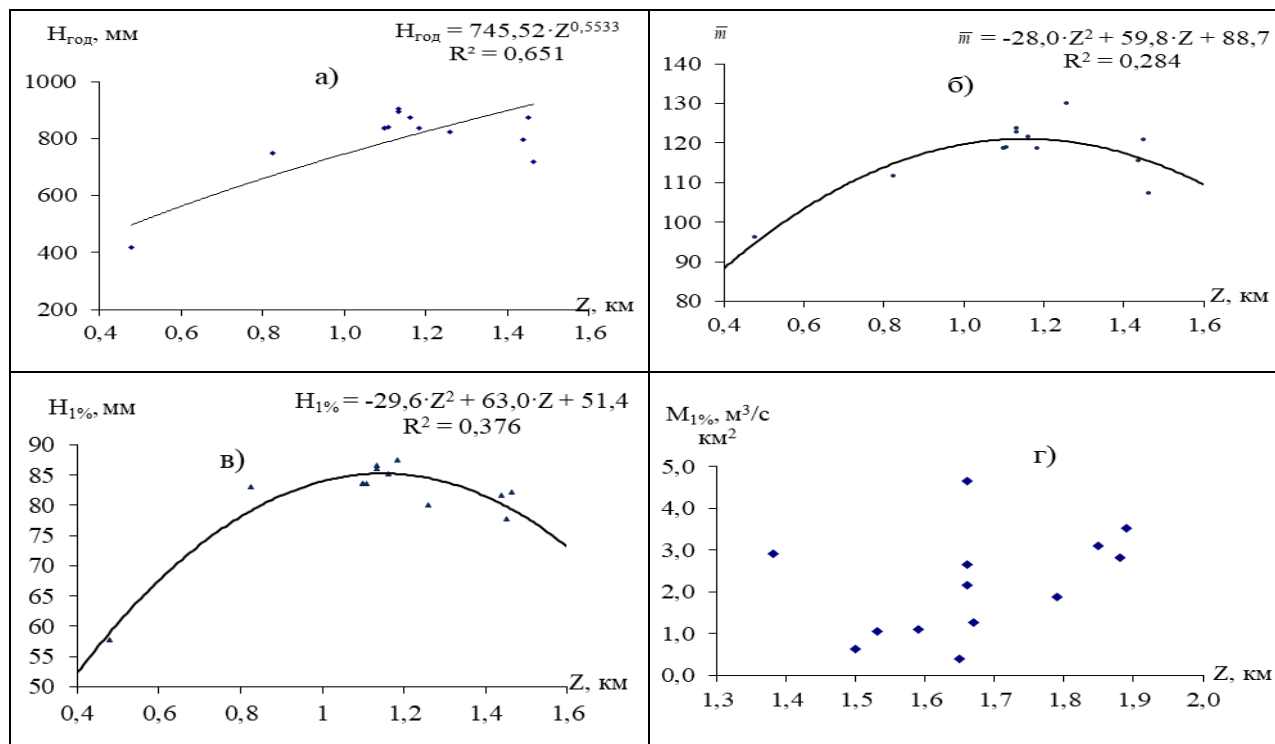 Hгод, мм
Hгод = 745,52·Z^0,5533
R² = 0,651
а)
1000
800
600
400
200
Z, км
0,4 0,6 0,8 1,0 1,2 1,4 1,6
m̅
m̅ = -28,0·Z² + 59,8·Z + 88,7
R² = 0,284
б)
140
130
120
110
100
90
80
Z, км
0,4 0,6 0,8 1,0 1,2 1,4 1,6
H1%, мм
H1% = -29,6·Z² + 63,0·Z + 51,4
R² = 0,376
в)
90
85
80
75
70
65
60
55
50
Z, км
0,4 0,6 0,8 1 1,2 1,4 1,6
M1%, м³/с
км²
г)
5,0
4,0
3,0
2,0
1,0
0,0
Z, км
1,3 1,4 1,5 1,6 1,7 1,8 1,9 2,0